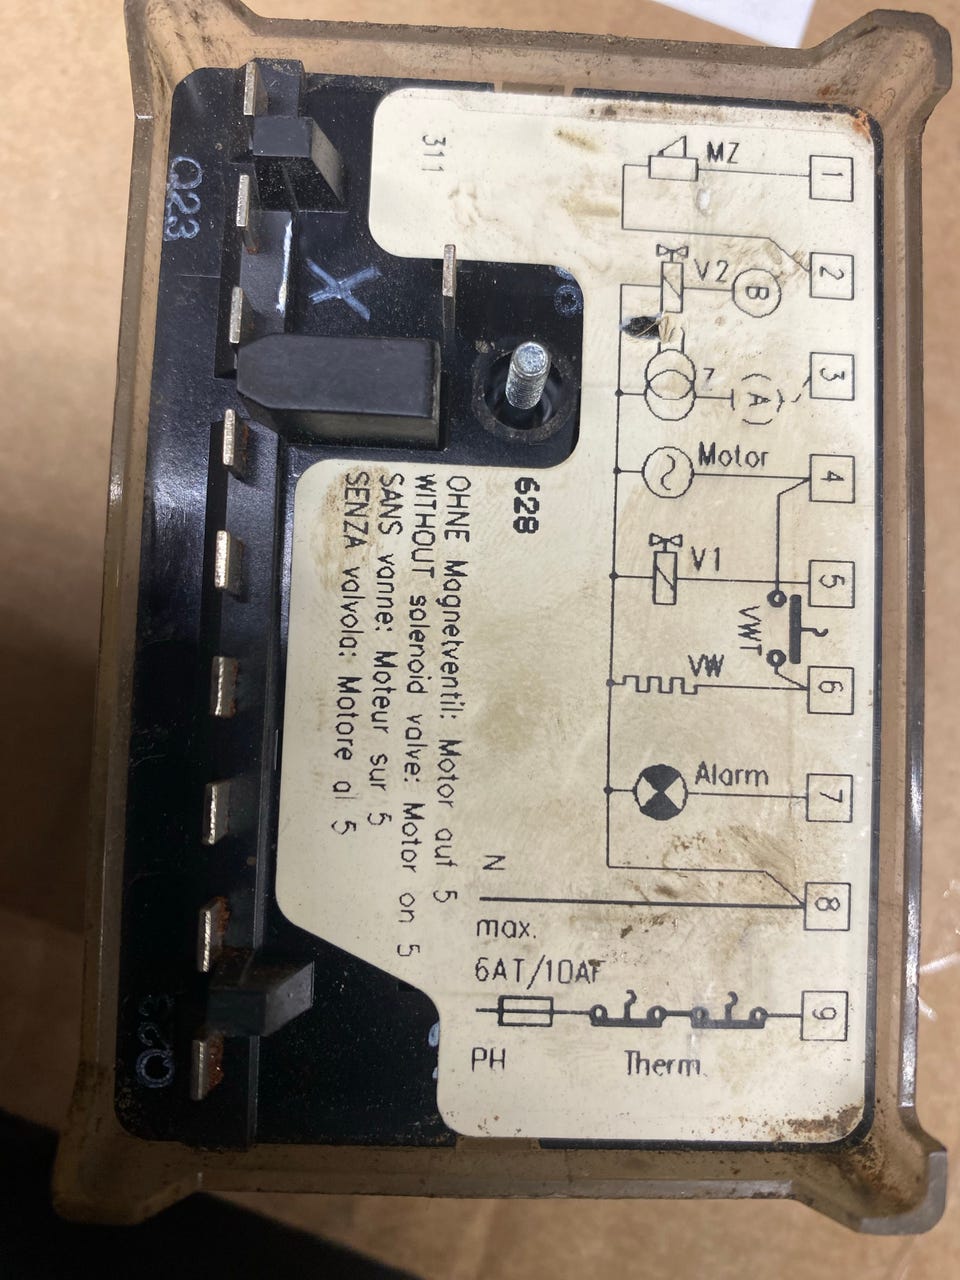 1 2 3 4 5 6 7 8 9
MZ
V2
B
(A)
Motor
V1
VWT
VW
Alarm
N
max.
6AT/10AF
PH
Therm.
311
628
OHNE Magnetventil: Motor auf 5
WITHOUT solenoid valve: Motor on 5
SANS vanne: Moteur sur 5
SENZA valvola: Motore al 5
X
Q23